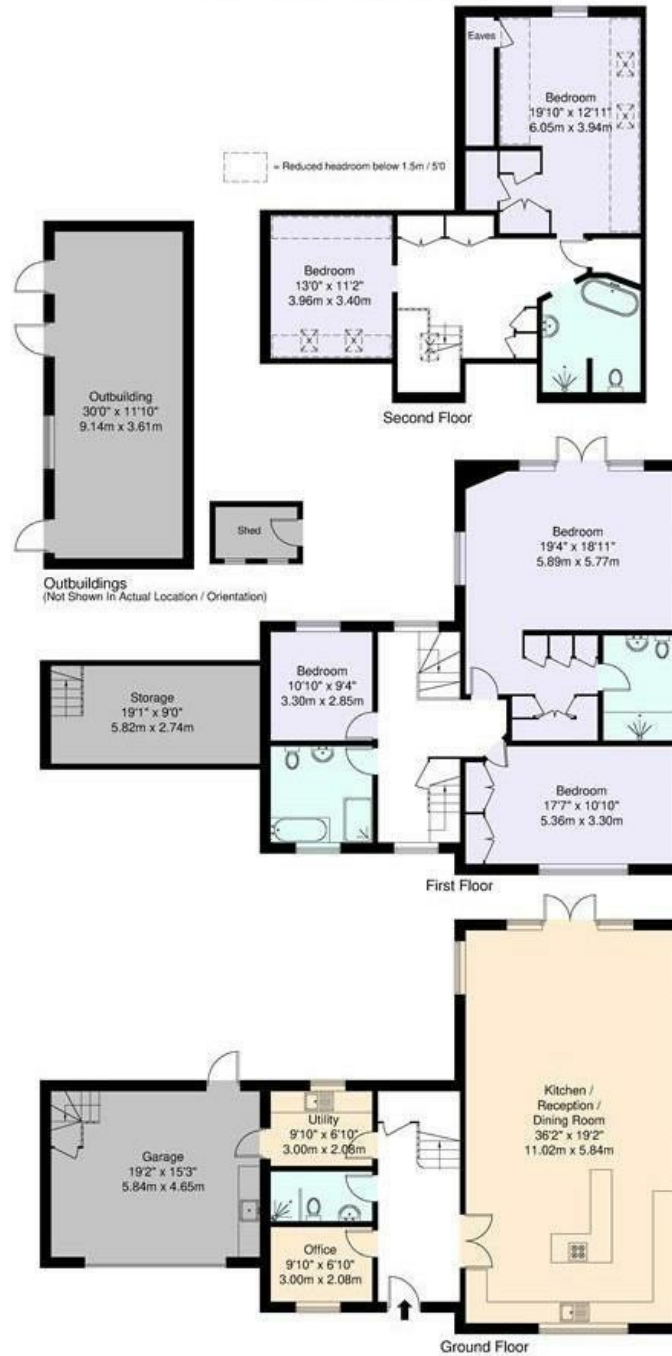 Eaves
Bedroom
19'10" x 12'11"
6.05m x 3.94m
= Reduced headroom below 1.5m / 5'0
Bedroom
13'0" x 11'2"
3.96m x 3.40m
Second Floor
Outbuilding
30'0" x 11'10"
9.14m x 3.61m
Shed
Outbuildings
(Not Shown In Actual Location / Orientation)
Bedroom
19'4" x 18'11"
5.89m x 5.77m
Bedroom
10'10" x 9'4"
3.30m x 2.85m
Storage
19'1" x 9'0"
5.82m x 2.74m
Bedroom
17'7" x 10'10"
5.36m x 3.30m
First Floor
Kitchen /
Reception /
Dining Room
36'2" x 19'2"
11.02m x 5.84m
Utility
9'10" x 6'10"
3.00m x 2.08m
Garage
19'2" x 15'3"
5.84m x 4.65m
Office
9'10" x 6'10"
3.00m x 2.08m
Ground Floor